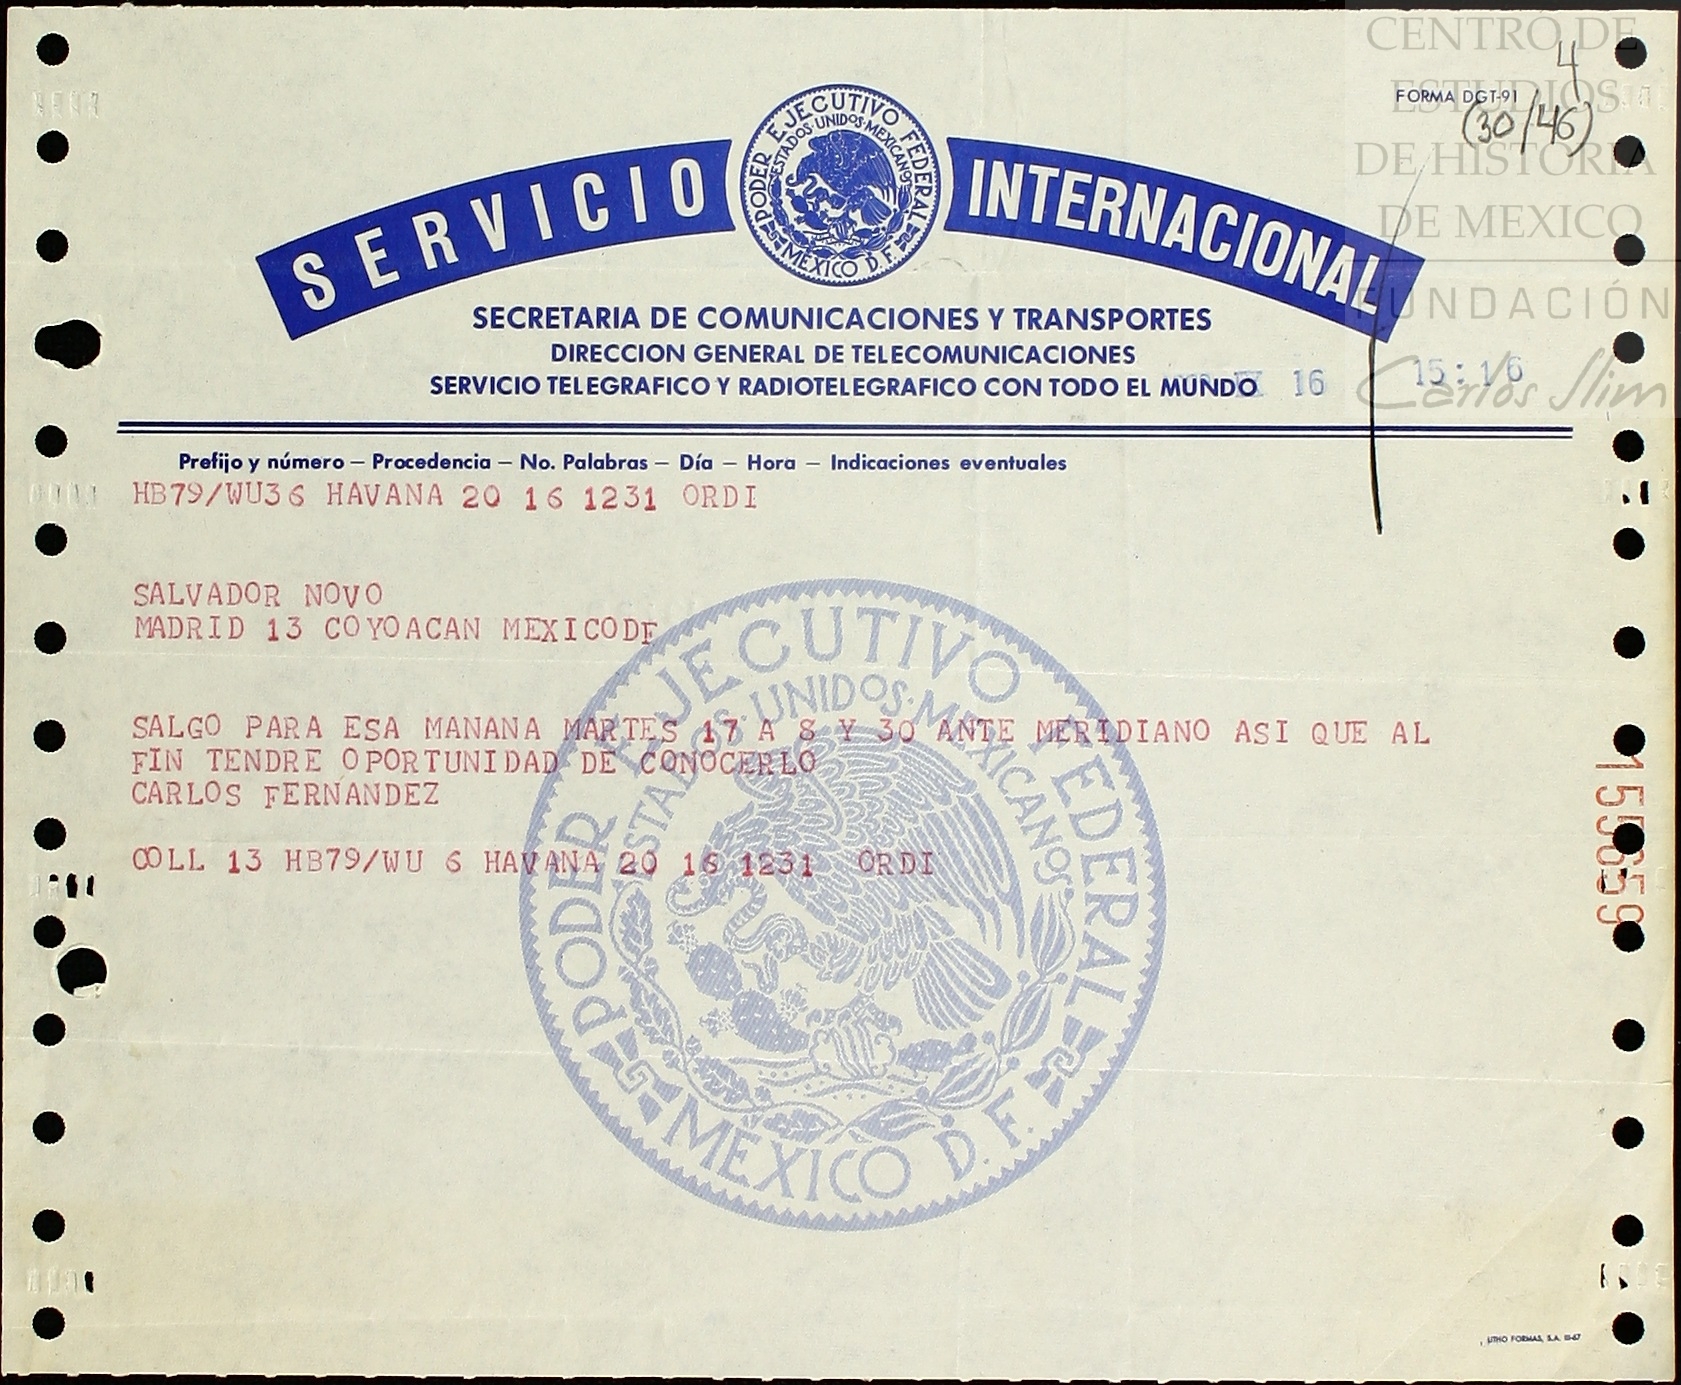 CENTRO DE
ESTUDIOS
DE HISTORIA
DE MEXICO
FUNDACIÓN
Carlos Slim
4
FORMA DGT-91
(30/46)
SERVICIO INTERNACIONAL
PODER EJECUTIVO FEDERAL
ESTADOS·UNIDOS·MEXICANOS
MEXICO D.F.
SECRETARIA DE COMUNICACIONES Y TRANSPORTES
DIRECCION GENERAL DE TELECOMUNICACIONES
SERVICIO TELEGRAFICO Y RADIOTELEGRAFICO CON TODO EL MUNDO
16 15:16
Prefijo y número — Procedencia — No. Palabras — Día — Hora — Indicaciones eventuales
HB79/WU36 HAVANA 20 16 1231 ORDI
SALVADOR NOVO
MADRID 13 COYOACAN MEXICODF
SALGO PARA ESA MANANA MARTES 17 A 8 Y 30 ANTE MERIDIANO ASI QUE AL
FIN TENDRE OPORTUNIDAD DE CONOCERLO
CARLOS FERNANDEZ
COLL 13 HB79/WU 6 HAVANA 20 16 1231 ORDI
PODER EJECUTIVO FEDERAL
ESTADOS·UNIDOS·MEXICANOS
MEXICO D.F.
155659
LITHO FORMAS, S.A. III-67